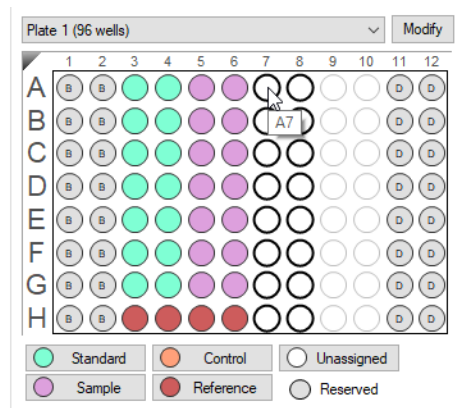 Plate 1 (96 wells) Modify
1 2 3 4 5 6 7 8 9 10 11 12
A B B D D
A7
B B B D D
C B B D D
D B B D D
E B B D D
F B B D D
G B B D D
H B B D D
Standard Control Unassigned
Sample Reference Reserved